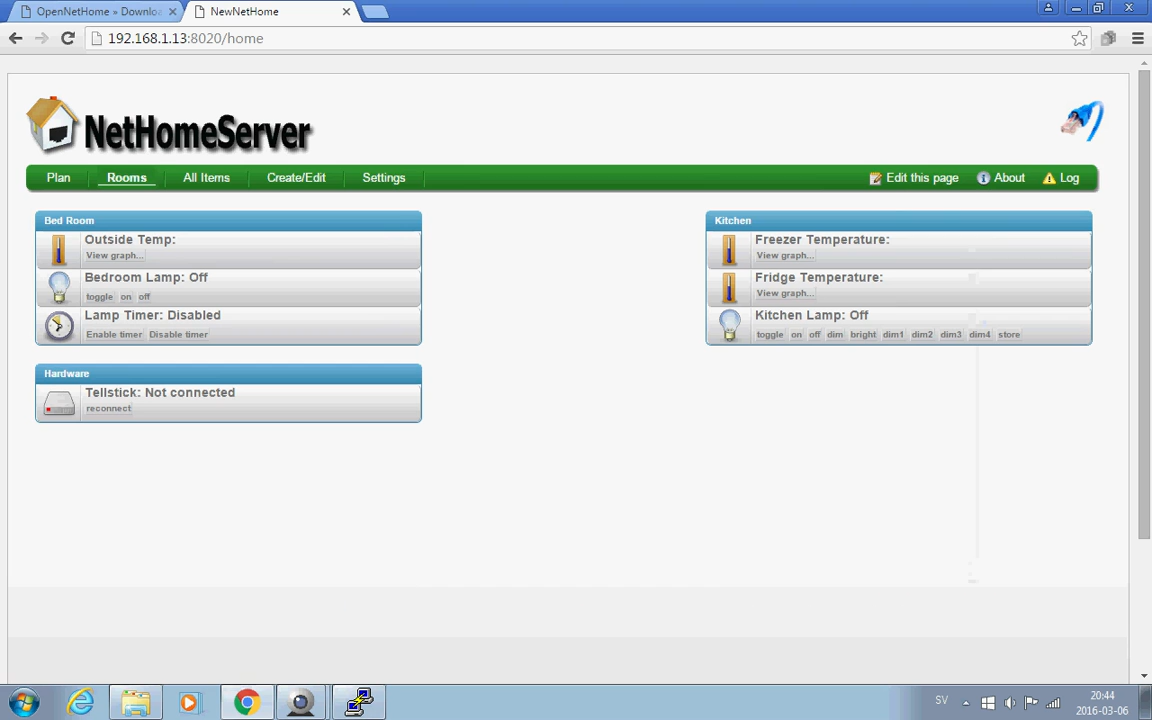 OpenNetHome » Downloa
NewNetHome
192.168.1.13:8020/home
NetHomeServer
Plan Rooms All Items Create/Edit Settings Edit this page About Log
Bed Room
Outside Temp:
View graph...
Bedroom Lamp: Off
toggle on off
Lamp Timer: Disabled
Enable timer Disable timer
Hardware
Tellstick: Not connected
reconnect
Kitchen
Freezer Temperature:
View graph...
Fridge Temperature:
View graph...
Kitchen Lamp: Off
toggle on off dim bright dim1 dim2 dim3 dim4 store
SV
20:44
2016-03-06